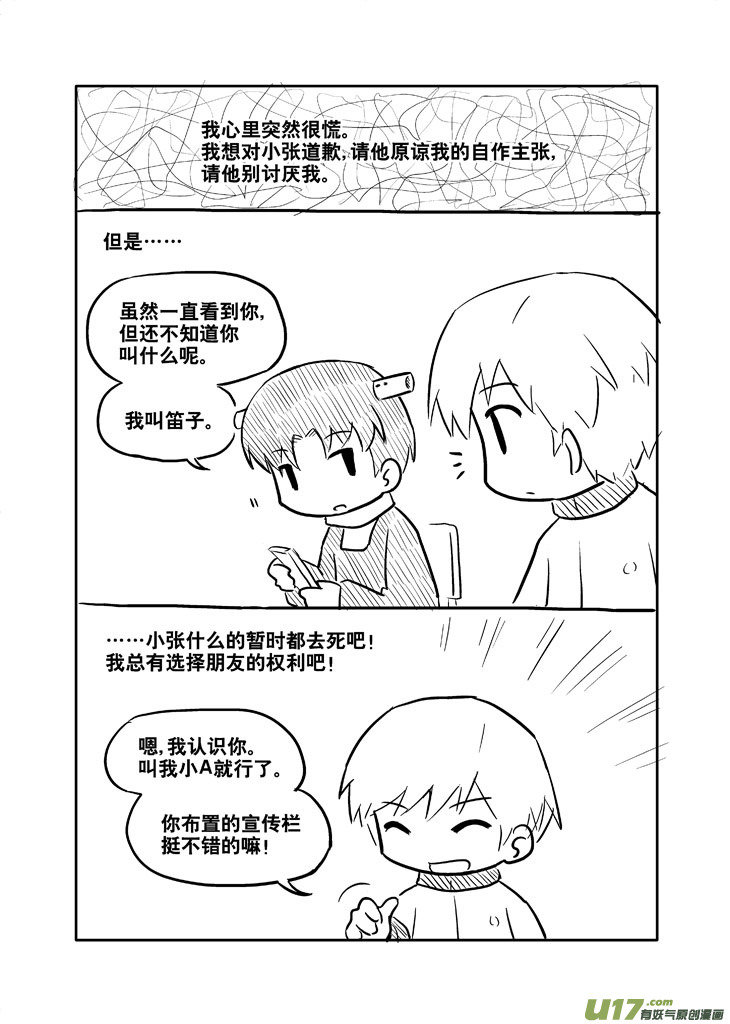 我心里突然很慌。
我想对小张道歉,请他原谅我的自作主张,
请他别讨厌我。
但是……
虽然一直看到你,
但还不知道你
叫什么呢。
我叫笛子。
……小张什么的暂时都去死吧!
我总有选择朋友的权利吧!
嗯,我认识你。
叫我小A就行了。
你布置的宣传栏
挺不错的嘛!
U17.com
有妖气原创漫画